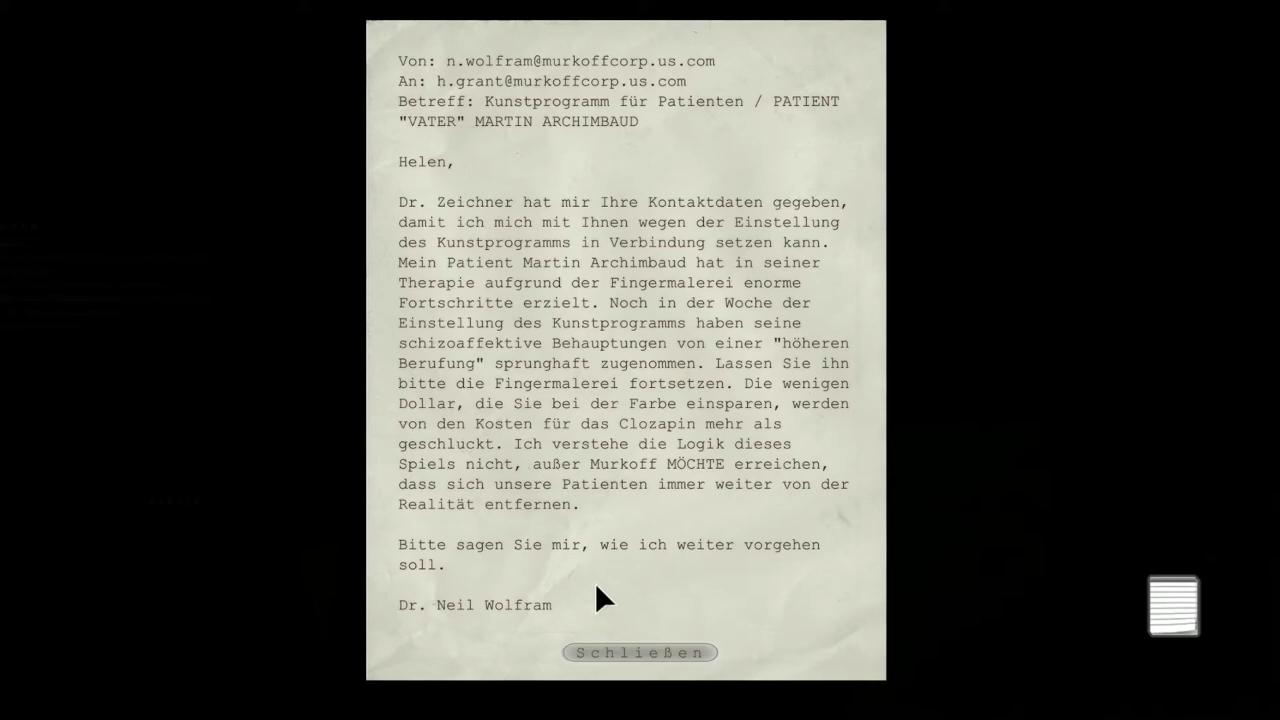 Von: n.wolfram@murkoffcorp.us.com
An: h.grant@murkoffcorp.us.com
Betreff: Kunstprogramm für Patienten / PATIENT
"VATER" MARTIN ARCHIMBAUD
Helen,
Dr. Zeichner hat mir Ihre Kontaktdaten gegeben,
damit ich mich mit Ihnen wegen der Einstellung
des Kunstprogramms in Verbindung setzen kann.
Mein Patient Martin Archimbaud hat in seiner
Therapie aufgrund der Fingermalerei enorme
Fortschritte erzielt. Noch in der Woche der
Einstellung des Kunstprogramms haben seine
schizoaffektive Behauptungen von einer "höheren
Berufung" sprunghaft zugenommen. Lassen Sie ihn
bitte die Fingermalerei fortsetzen. Die wenigen
Dollar, die Sie bei der Farbe einsparen, werden
von den Kosten für das Clozapin mehr als
geschluckt. Ich verstehe die Logik dieses
Spiels nicht, außer Murkoff MÖCHTE erreichen,
dass sich unsere Patienten immer weiter von der
Realität entfernen.
Bitte sagen Sie mir, wie ich weiter vorgehen
soll.
Dr. Neil Wolfram
Schließen